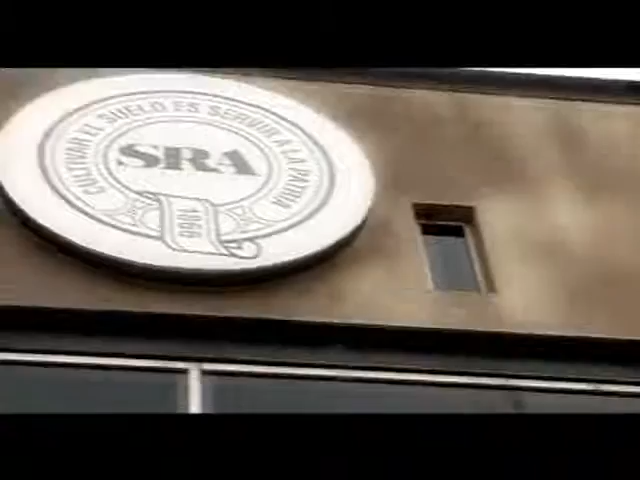 CULTIVAR EL SUELO ES SERVIR A LA PATRIA
SRA
1866